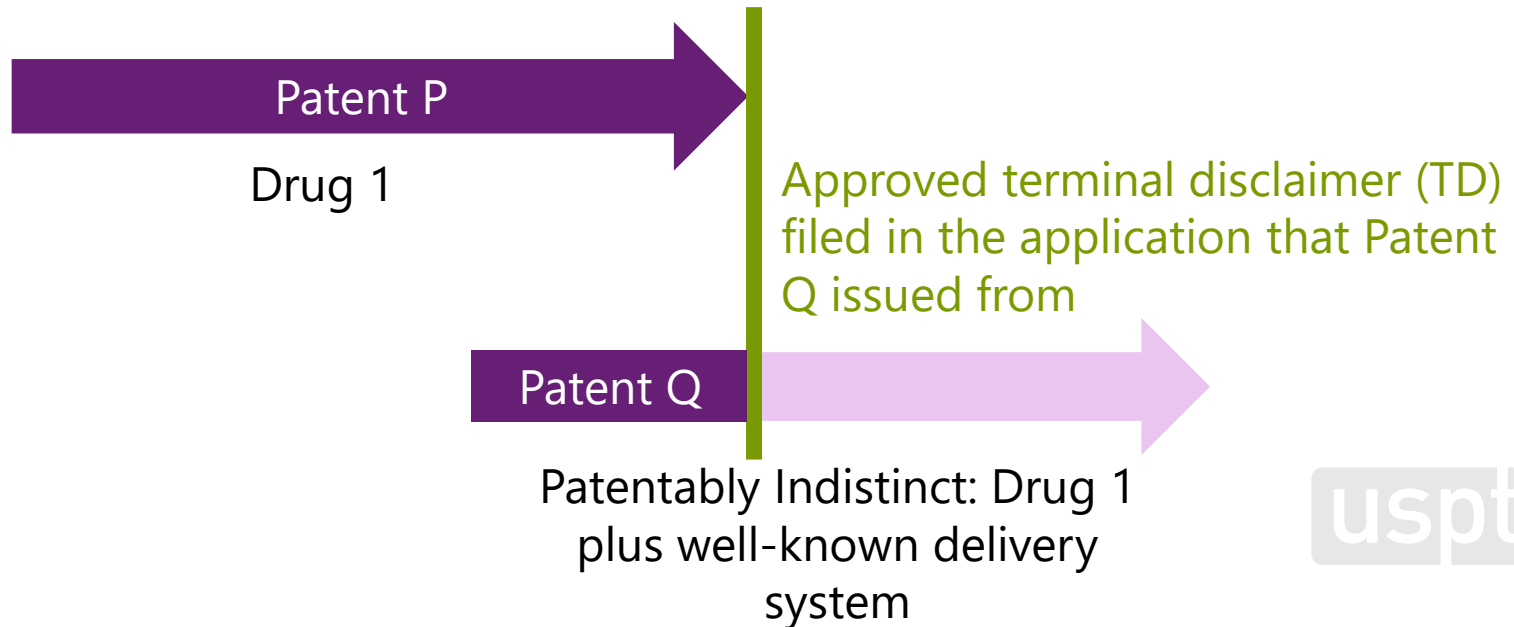 Patent P
Drug 1
Approved terminal disclaimer (TD)
filed in the application that Patent
Q issued from
Patent Q
Patentably Indistinct: Drug 1
plus well-known delivery
system
uspt